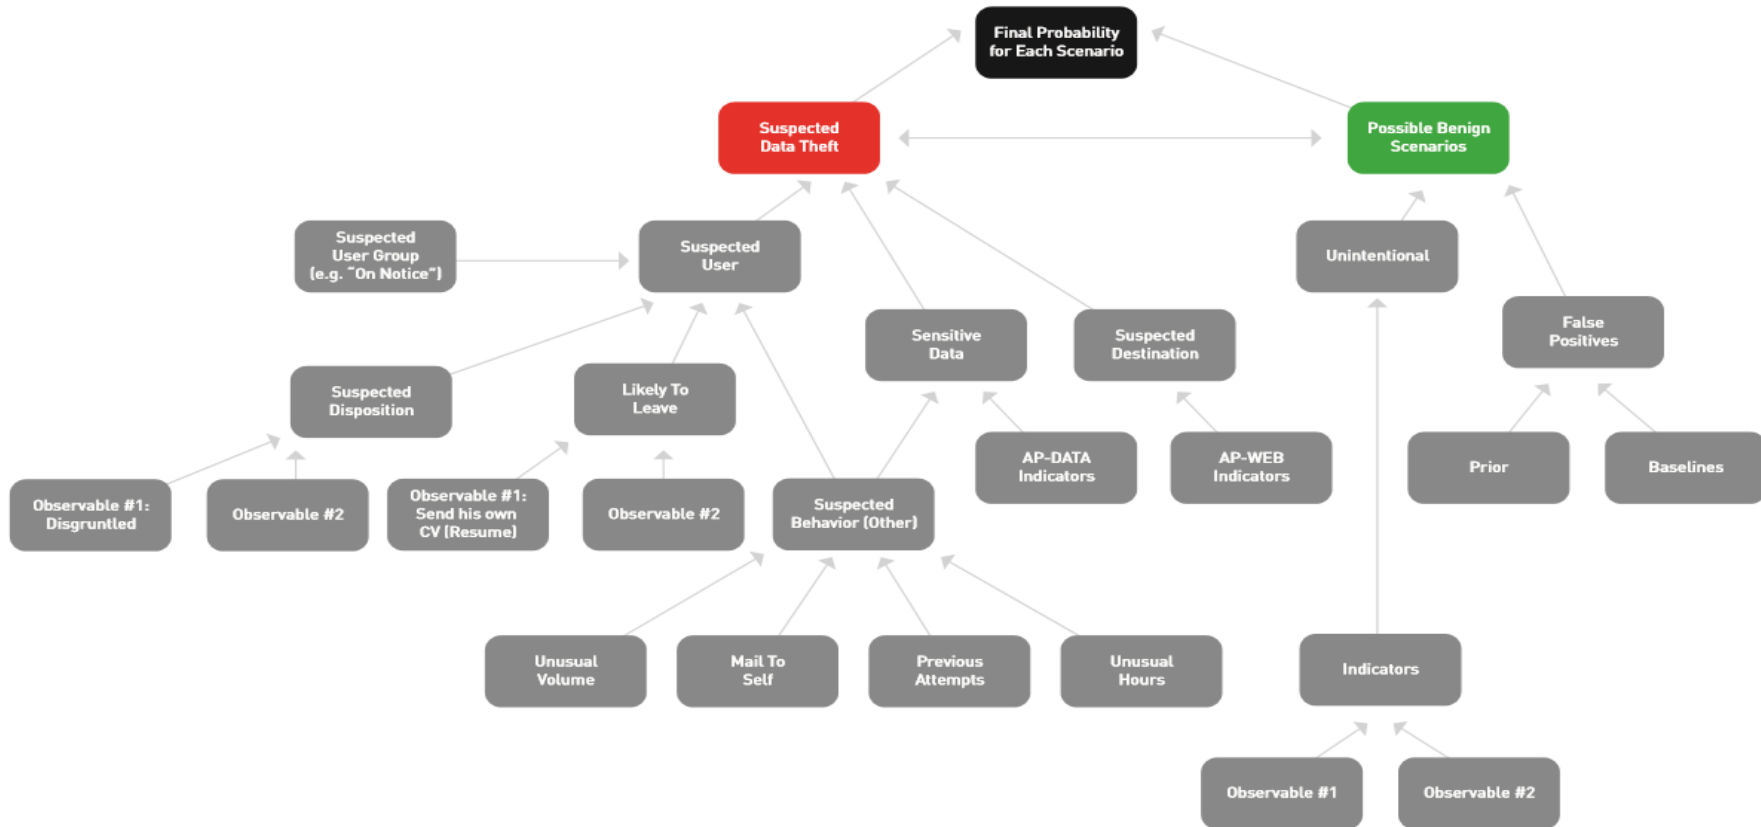 Final Probability
for Each Scenario
Suspected
Data Theft
Possible Benign
Scenarios
Suspected
User Group
(e.g. “On Notice”)
Suspected
User
Unintentional
Sensitive
Data
Suspected
Destination
False
Positives
Suspected
Disposition
Likely To
Leave
AP-DATA
Indicators
AP-WEB
Indicators
Prior
Baselines
Observable #1:
Disgruntled
Observable #2
Observable #1:
Send his own
CV (Resume)
Observable #2
Suspected
Behavior (Other)
Unusual
Volume
Mail To
Self
Previous
Attempts
Unusual
Hours
Indicators
Observable #1
Observable #2